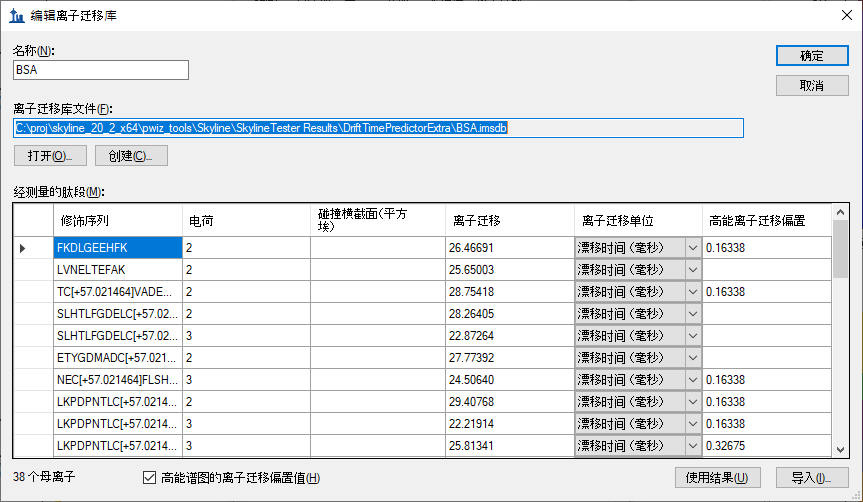 编辑离子迁移库
名称(N):
BSA
确定
取消
离子迁移库文件(F):
C:\proj\skyline_20_2_x64\pwiz_tools\Skyline\SkylineTester Results\DriftTimePredictorExtra\BSA.imsdb
打开(O)...
创建(C)...
经测量的肽段(M):
修饰序列 电荷 碰撞横截面(平方埃) 离子迁移 离子迁移单位 高能离子迁移偏置
FKDLGEEHFK 2 26.46691 漂移时间（毫秒） 0.16338
LVNELTEFAK 2 25.65003 漂移时间（毫秒）
TC[+57.021464]VADE... 2 28.75418 漂移时间（毫秒） 0.16338
SLHTLFGDELC[+57.02... 2 28.26405 漂移时间（毫秒）
SLHTLFGDELC[+57.02... 3 22.87264 漂移时间（毫秒）
ETYGDMADC[+57.021... 2 27.77392 漂移时间（毫秒）
NEC[+57.021464]FLSH... 3 24.50640 漂移时间（毫秒） 0.16338
LKPDPNTLC[+57.0214... 2 29.40768 漂移时间（毫秒） 0.16338
LKPDPNTLC[+57.0214... 3 22.21914 漂移时间（毫秒） 0.16338
LKPDPNTLC[+57.0214... 3 25.81341 漂移时间（毫秒） 0.32675
38 个母离子
高能谱图的离子迁移偏置值(H)
使用结果(U)
导入(I)...